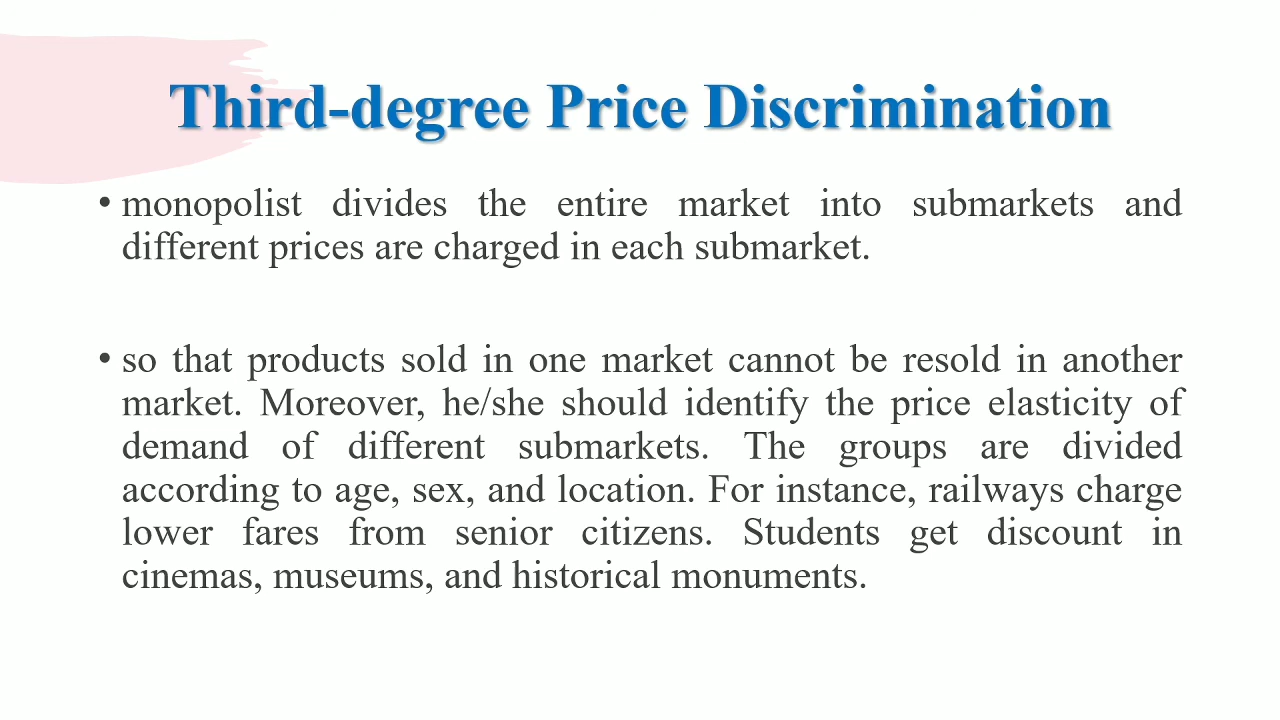 Third-degree Price Discrimination
• monopolist divides the entire market into submarkets and
different prices are charged in each submarket.
• so that products sold in one market cannot be resold in another
market. Moreover, he/she should identify the price elasticity of
demand of different submarkets. The groups are divided
according to age, sex, and location. For instance, railways charge
lower fares from senior citizens. Students get discount in
cinemas, museums, and historical monuments.